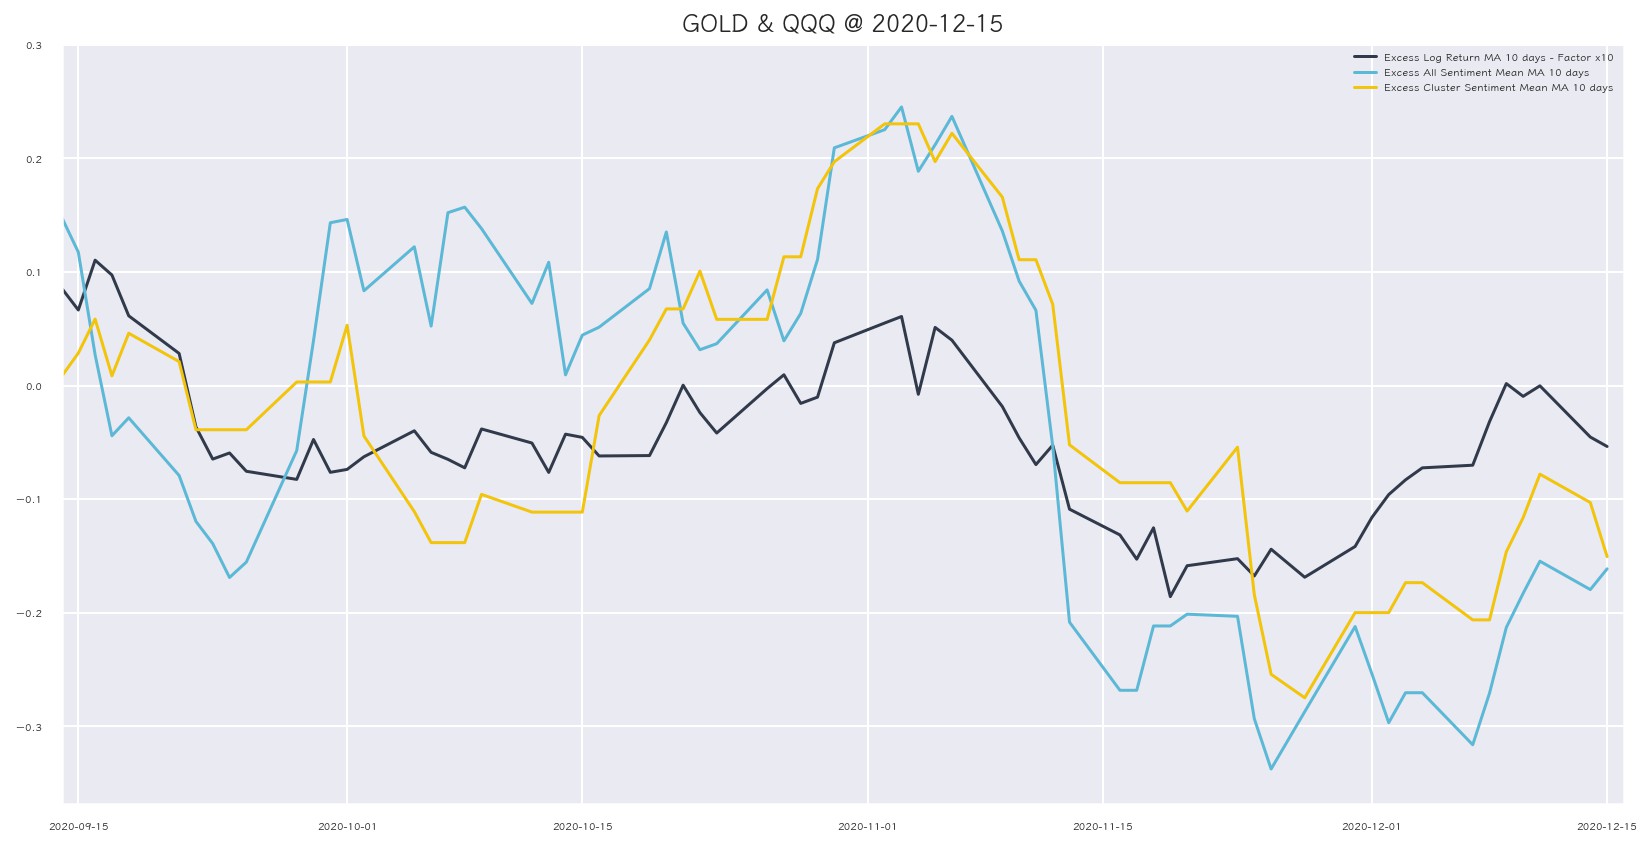 GOLD & QQQ @ 2020-12-15
0.3
Excess Log Return MA 10 days - Factor x10
Excess All Sentiment Mean MA 10 days
Excess Cluster Sentiment Mean MA 10 days
0.2
0.1
0.0
−0.1
−0.2
−0.3
2020-09-15 2020-10-01 2020-10-15 2020-11-01 2020-11-15 2020-12-01 2020-12-15